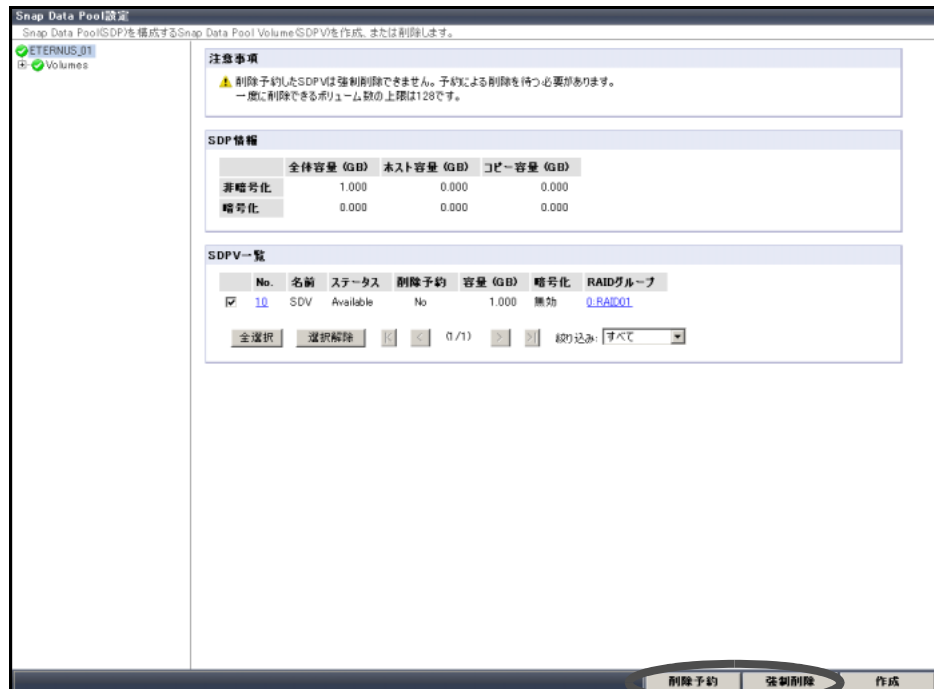 Snap Data Pool設定
Snap Data Pool(SDP)を構成するSnap Data Pool Volume(SDPV)を作成、または削除します。
ETERNUS_01
Volumes
注意事項
削除予約したSDPVは強制削除できません。予約による削除を待つ必要があります。
一度に削除できるボリューム数の上限は128です。
SDP情報
全体容量 (GB) ホスト容量 (GB) コピー容量 (GB)
非暗号化 1.000 0.000 0.000
暗号化 0.000 0.000 0.000
SDPV一覧
No. 名前 ステータス 削除予約 容量 (GB) 暗号化 RAIDグループ
10 SDV Available No 1.000 無効 0:RAID01
全選択 選択解除 |< < (1/1) > >| 絞り込み: すべて
削除予約 強制削除 作成